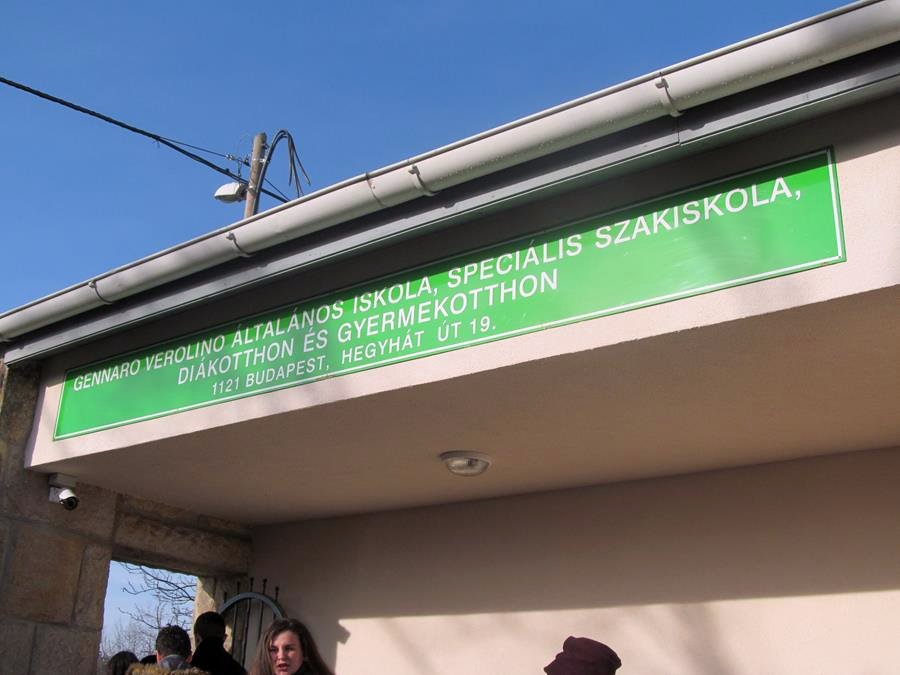 GENNARO VEROLINO ÁLTALÁNOS ISKOLA, SPECIÁLIS SZAKISKOLA,
DIÁKOTTHON ÉS GYERMEKOTTHON
1121 BUDAPEST, HEGYHÁT ÚT 19.